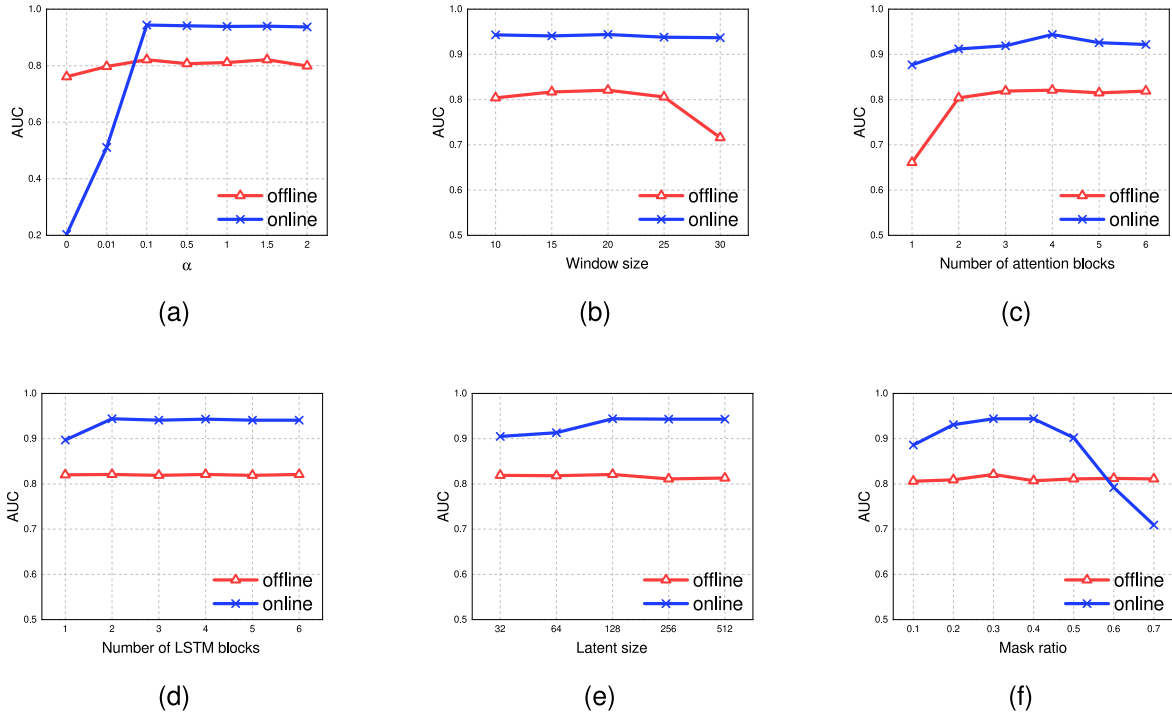 1.0
0.8
0.6
0.4
0.2
AUC
0 0.01 0.1 0.5 1 1.5 2
α
offline
online
(a)
1.0
0.9
0.8
0.7
0.6
0.5
AUC
10 15 20 25 30
Window size
offline
online
(b)
1.0
0.9
0.8
0.7
0.6
0.5
AUC
1 2 3 4 5 6
Number of attention blocks
offline
online
(c)
1.0
0.9
0.8
0.7
0.6
0.5
AUC
1 2 3 4 5 6
Number of LSTM blocks
offline
online
(d)
1.0
0.9
0.8
0.7
0.6
0.5
AUC
32 64 128 256 512
Latent size
offline
online
(e)
1.0
0.9
0.8
0.7
0.6
0.5
AUC
0.1 0.2 0.3 0.4 0.5 0.6 0.7
Mask ratio
offline
online
(f)